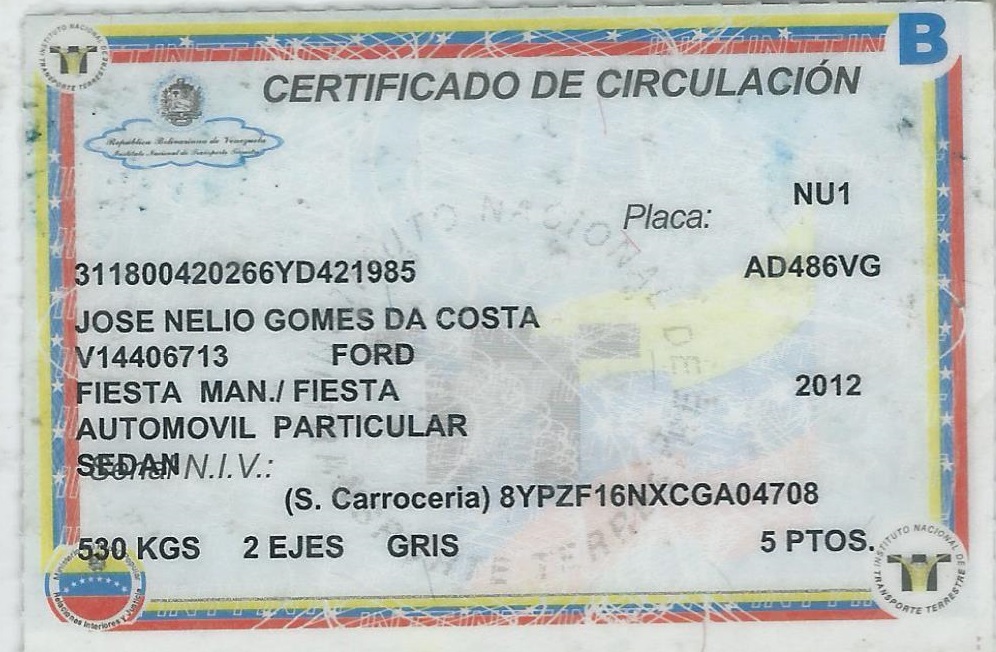 B
INSTITUTO NACIONAL DE TRANSPORTE TERRESTRE
CERTIFICADO DE CIRCULACIÓN
República Bolivariana de Venezuela
Instituto Nacional de Transporte Terrestre
NU1
Placa:
311800420266YD421985 AD486VG
JOSE NELIO GOMES DA COSTA
V14406713 FORD
FIESTA MAN./ FIESTA 2012
AUTOMOVIL PARTICULAR
SEDAN
N.I.V.:
(S. Carroceria) 8YPZF16NXCGA04708
530 KGS 2 EJES GRIS 5 PTOS.
Relaciones Interiores Y Justicia
INSTITUTO NACIONAL DE TRANSPORTE TERRESTRE